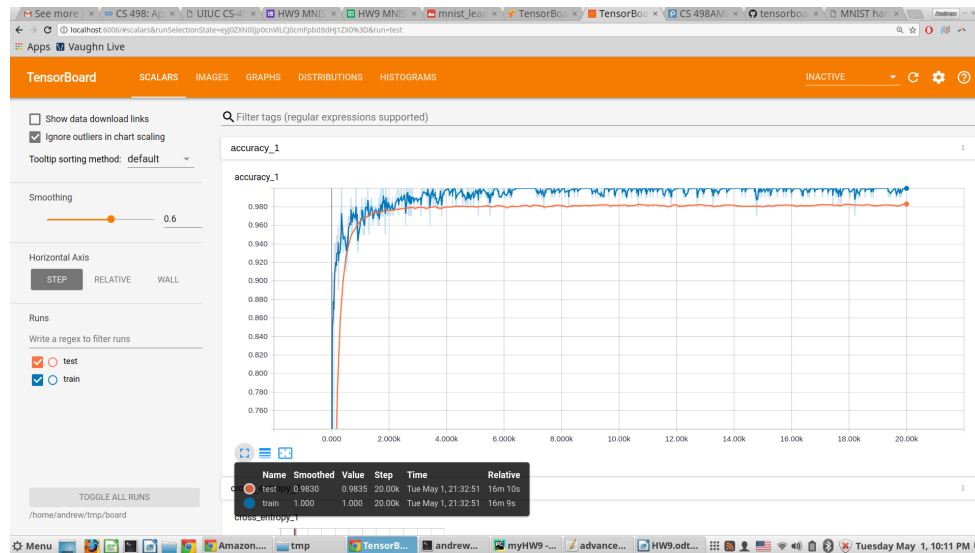 See more
CS 498: Ap
UIUC CS-49
HW9 MNIS
HW9 MNIS
mnist_lead
TensorBoa
TensorBoa
CS 498AM
tensorboa
MNIST han
Andrew
localhost:6006/#scalars&runSelectionState=eyJ0ZXN0Ijp0cnVlLCJ0cmFpbiI6dHJ1ZX0%3D&run=test
Apps Vaughn Live
TensorBoard SCALARS IMAGES GRAPHS DISTRIBUTIONS HISTOGRAMS INACTIVE
Show data download links
Ignore outliers in chart scaling
Tooltip sorting method: default
Smoothing
0.6
Horizontal Axis
STEP RELATIVE WALL
Runs
Write a regex to filter runs
test
train
TOGGLE ALL RUNS
/home/andrew/tmp/board
Filter tags (regular expressions supported)
accuracy_1 1
accuracy_1
0.980
0.960
0.940
0.920
0.900
0.880
0.860
0.840
0.820
0.800
0.780
0.760
0.000 2.000k 4.000k 6.000k 8.000k 10.00k 12.00k 14.00k 16.00k 18.00k 20.00k
Name Smoothed Value Step Time Relative
test 0.9830 0.9835 20.00k Tue May 1, 21:32:51 16m 10s
train 1.000 1.000 20.00k Tue May 1, 21:32:51 16m 9s
1
cross_entropy_1
Menu Amazon.... tmp TensorB... andrew... myHW9 -... advance... HW9.odt... Tuesday May 1, 10:11 PM